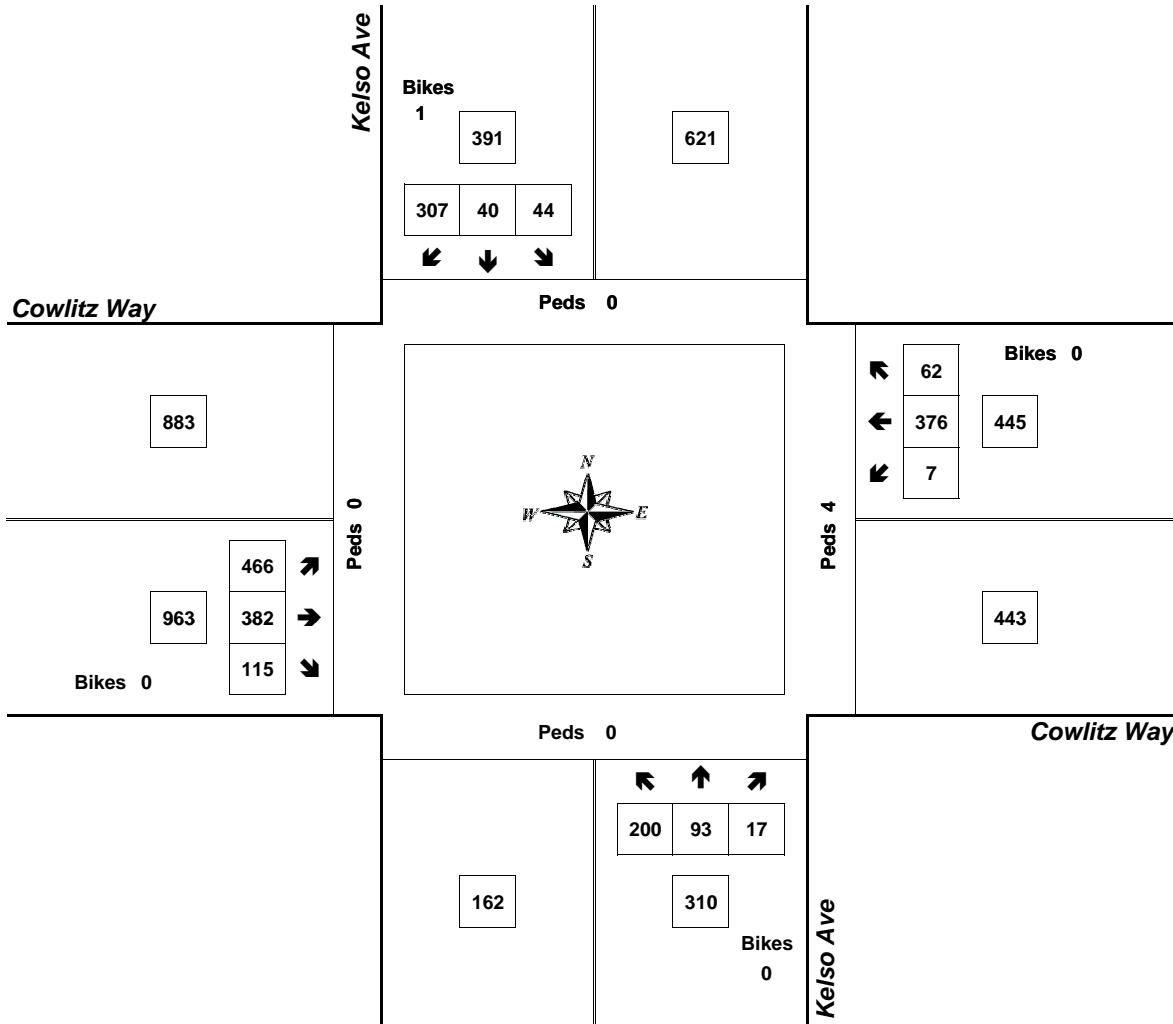 Kelso Ave
Bikes
1
391
621
307 40 44
Cowlitz Way
Peds 0
883
62
376
7
445
Bikes 0
N
W E
S
Peds 0
Peds 4
466
382
115
963
Bikes 0
443
Peds 0
Cowlitz Way
200 93 17
162
310
Bikes
0
Kelso Ave